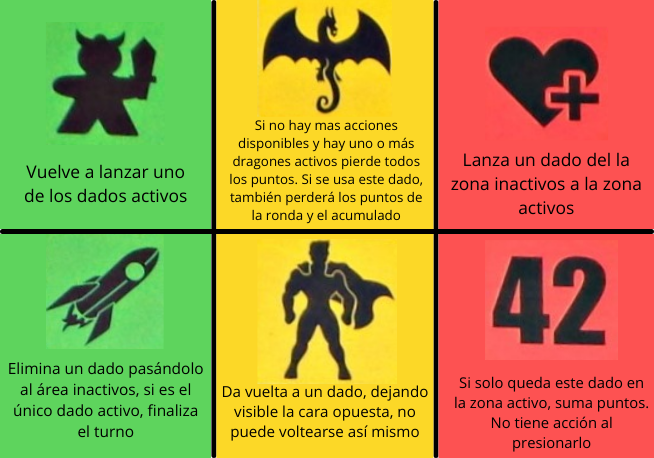 Vuelve a lanzar uno
de los dados activos
Si no hay mas acciones
disponibles y hay uno o más
dragones activos pierde todos
los puntos. Si se usa este dado,
también perderá los puntos de
la ronda y el acumulado
Lanza un dado del la
zona inactivos a la zona
activos
Elimina un dado pasándolo
al área inactivos, si es el
único dado activo, finaliza
el turno
Da vuelta a un dado, dejando
visible la cara opuesta, no
puede voltearse así mismo
42
Si solo queda este dado en
la zona activo, suma puntos.
No tiene acción al
presionarlo